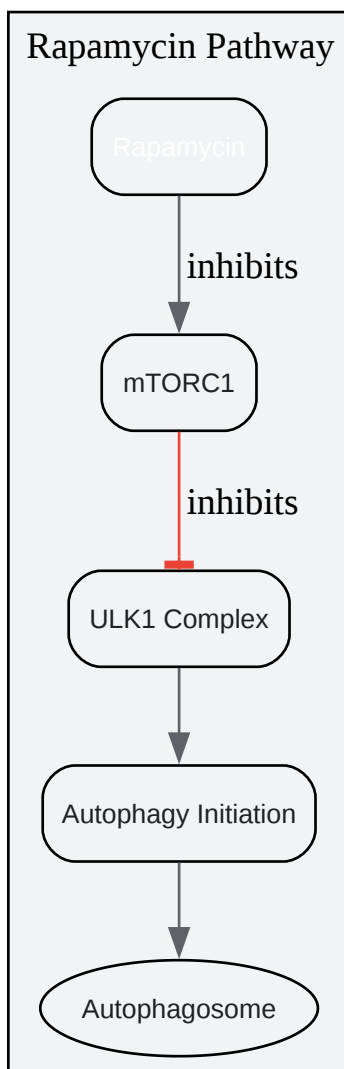 Rapamycin Pathway
Rapamycin
inhibits
mTORC1
inhibits
ULK1 Complex
Autophagy Initiation
Autophagosome